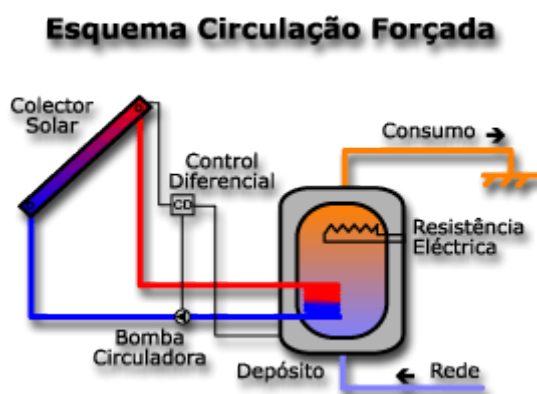 Esquema Circulação Forçada
Colector
Solar
Consumo
Control
Diferencial
CD
Resistência
Eléctrica
Bomba
Circuladora
Depósito
Rede